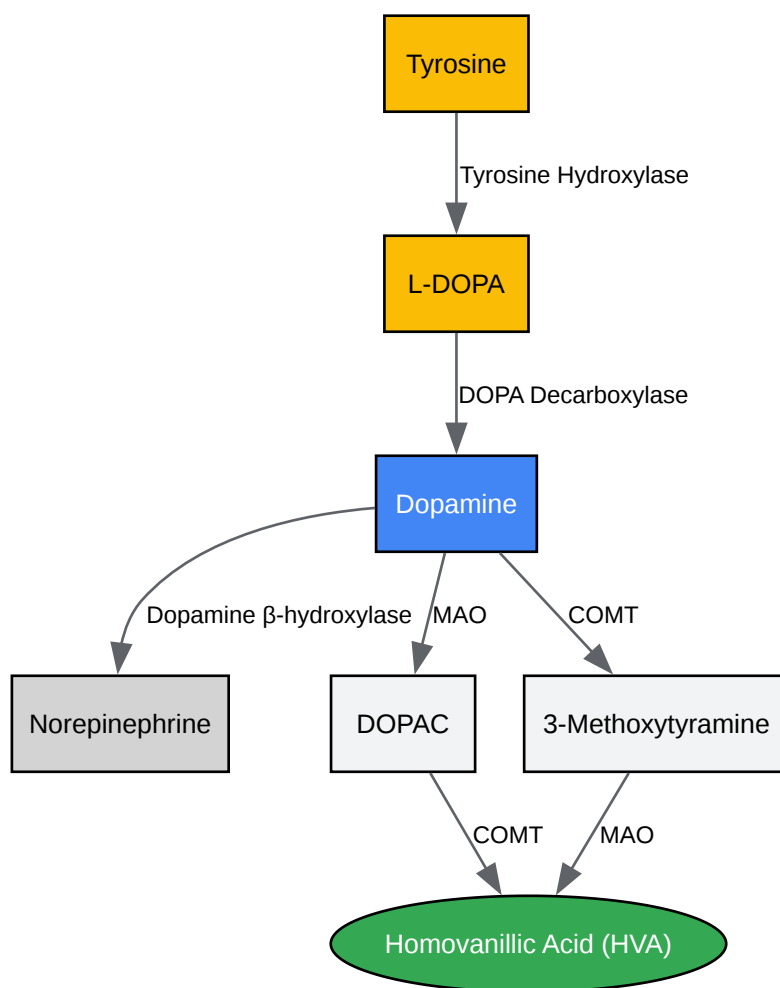 Tyrosine
Tyrosine Hydroxylase
L-DOPA
DOPA Decarboxylase
Dopamine
Dopamine β-hydroxylase
MAO
COMT
Norepinephrine
DOPAC
3-Methoxytyramine
COMT
MAO
Homovanillic Acid (HVA)